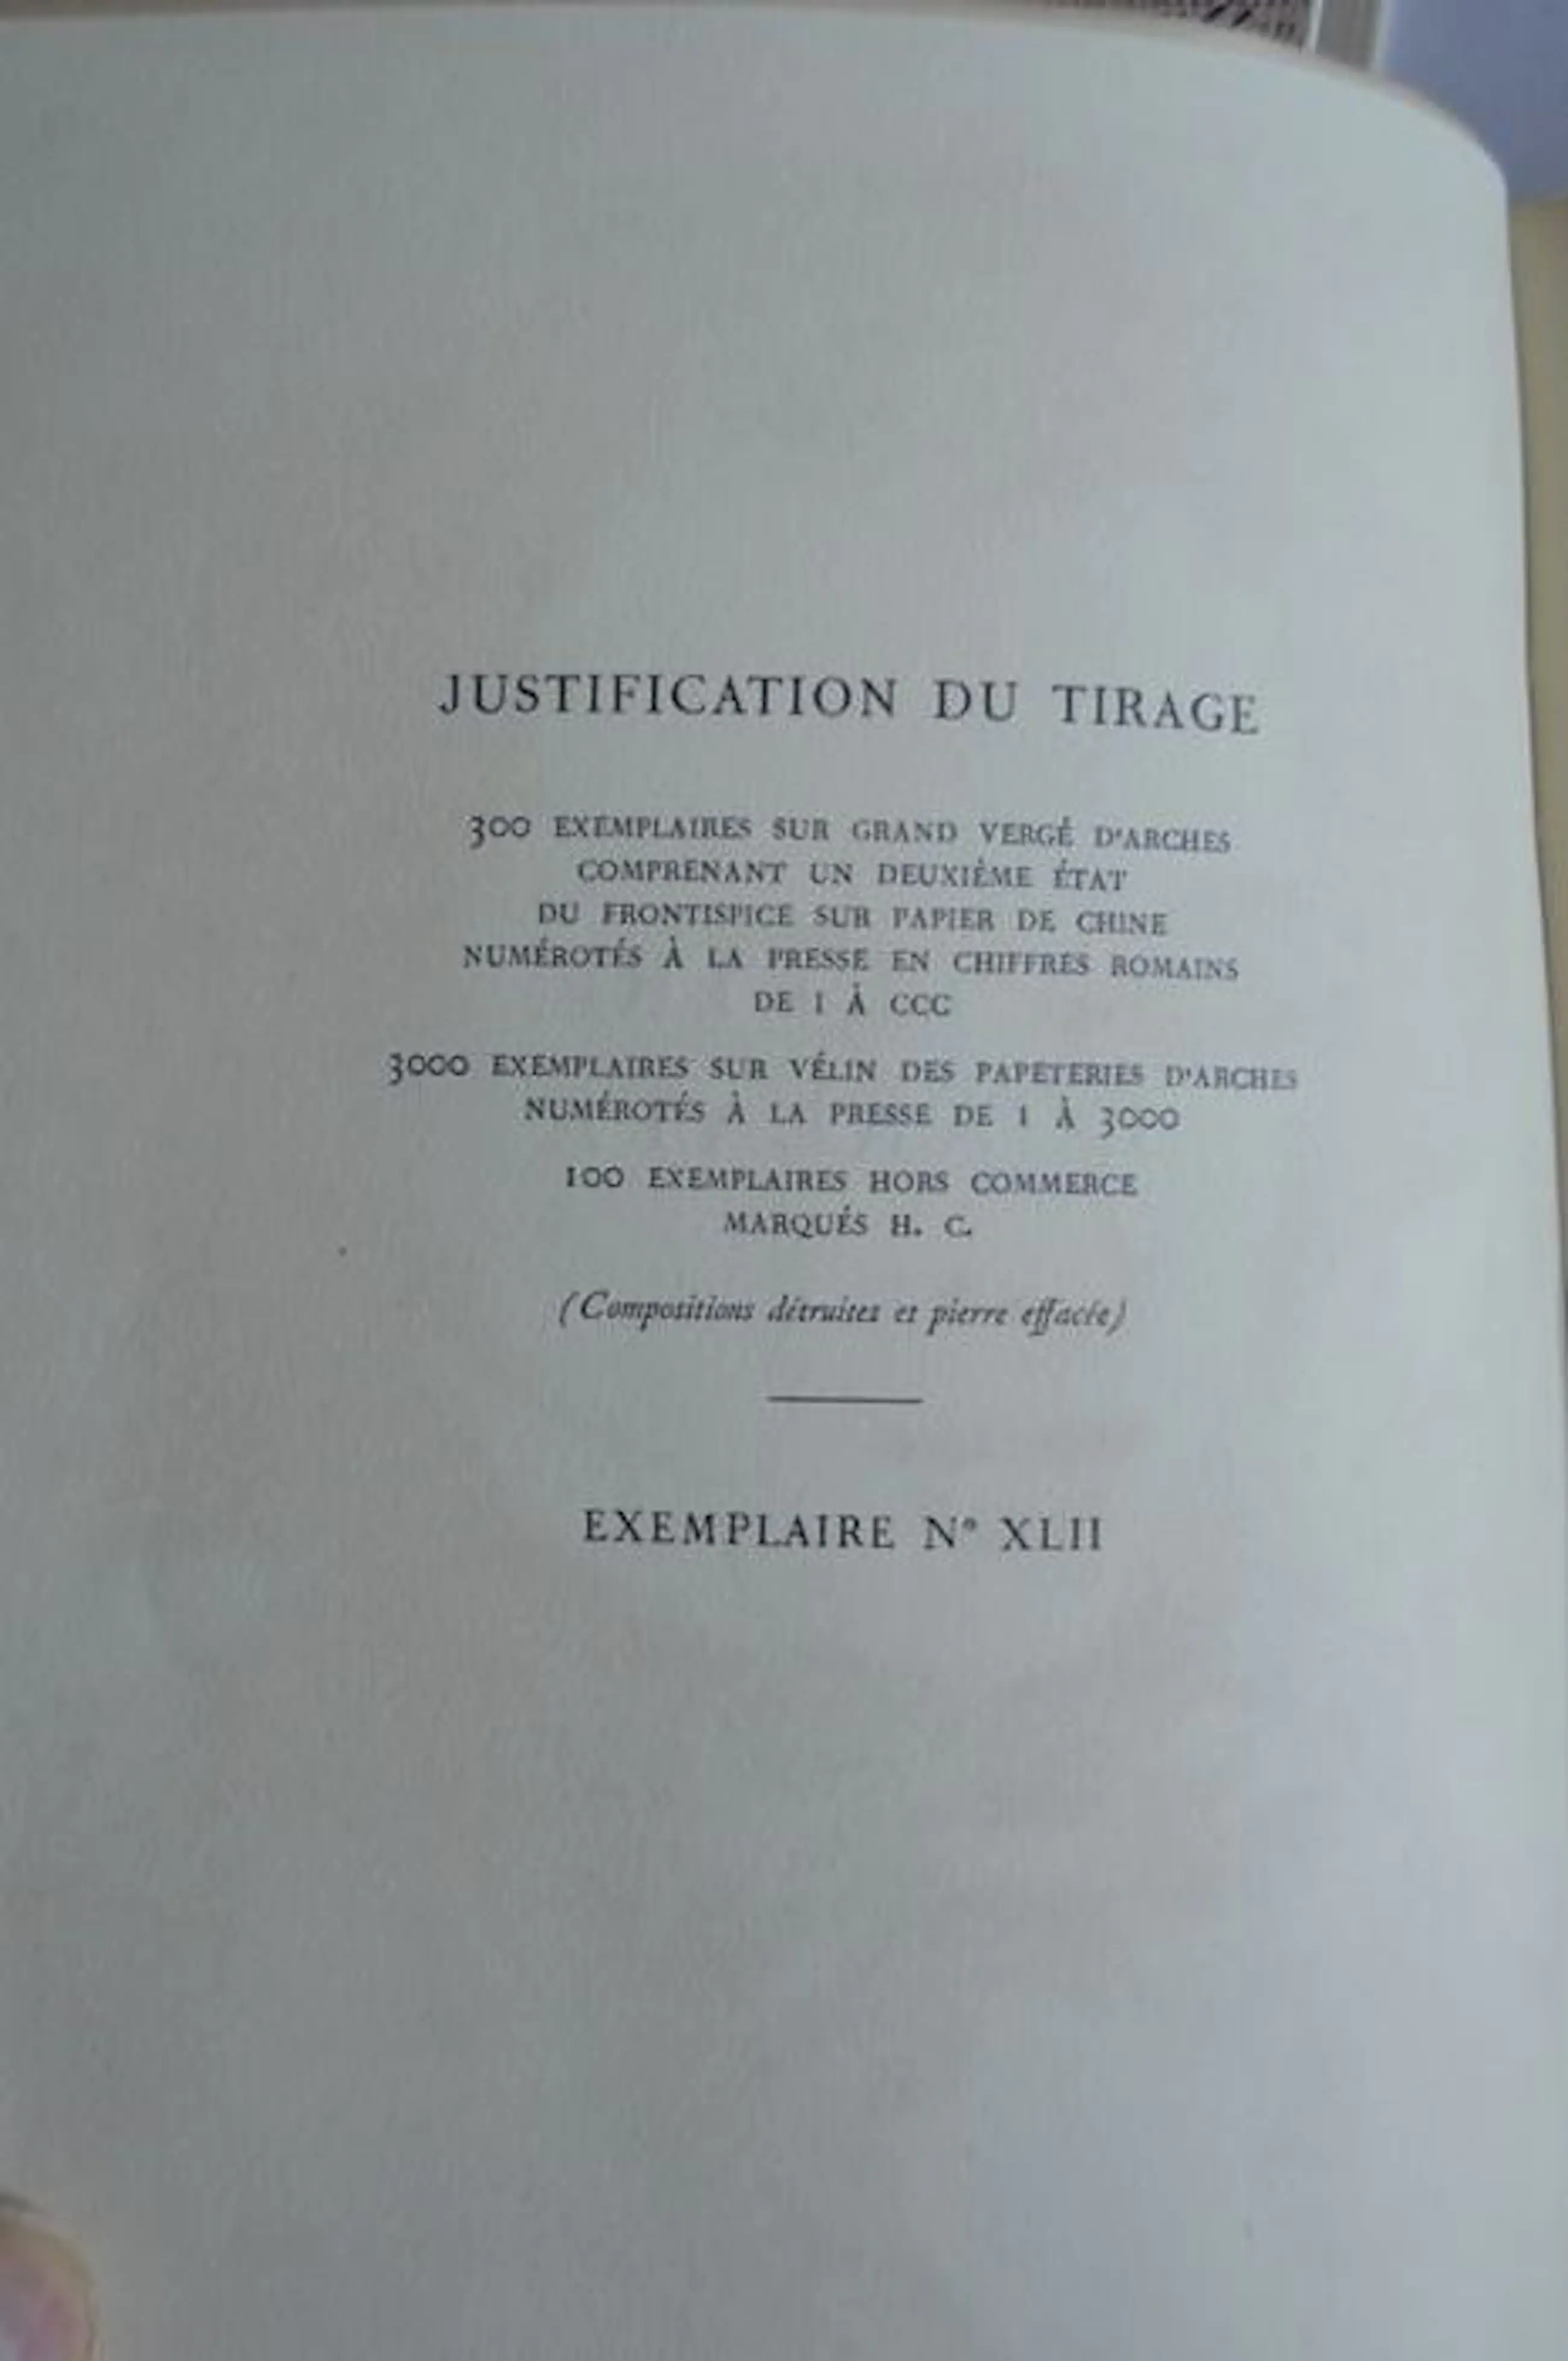 JUSTIFICATION DU TIRAGE
300 EXEMPLAIRES SUR GRAND VERGÉ D'ARCHES
COMPRENANT UN DEUXIÈME ÉTAT
DU FRONTISPICE SUR PAPIER DE CHINE
NUMÉROTÉS À LA PRESSE EN CHIFFRES ROMAINS
DE I À CCC
3000 EXEMPLAIRES SUR VÉLIN DES PAPETERIES D'ARCHES
NUMÉROTÉS À LA PRESSE DE 1 À 3000
100 EXEMPLAIRES HORS COMMERCE
MARQUÉS H. C.
(Compositions détruites et pierre effacée)
EXEMPLAIRE N° XLII